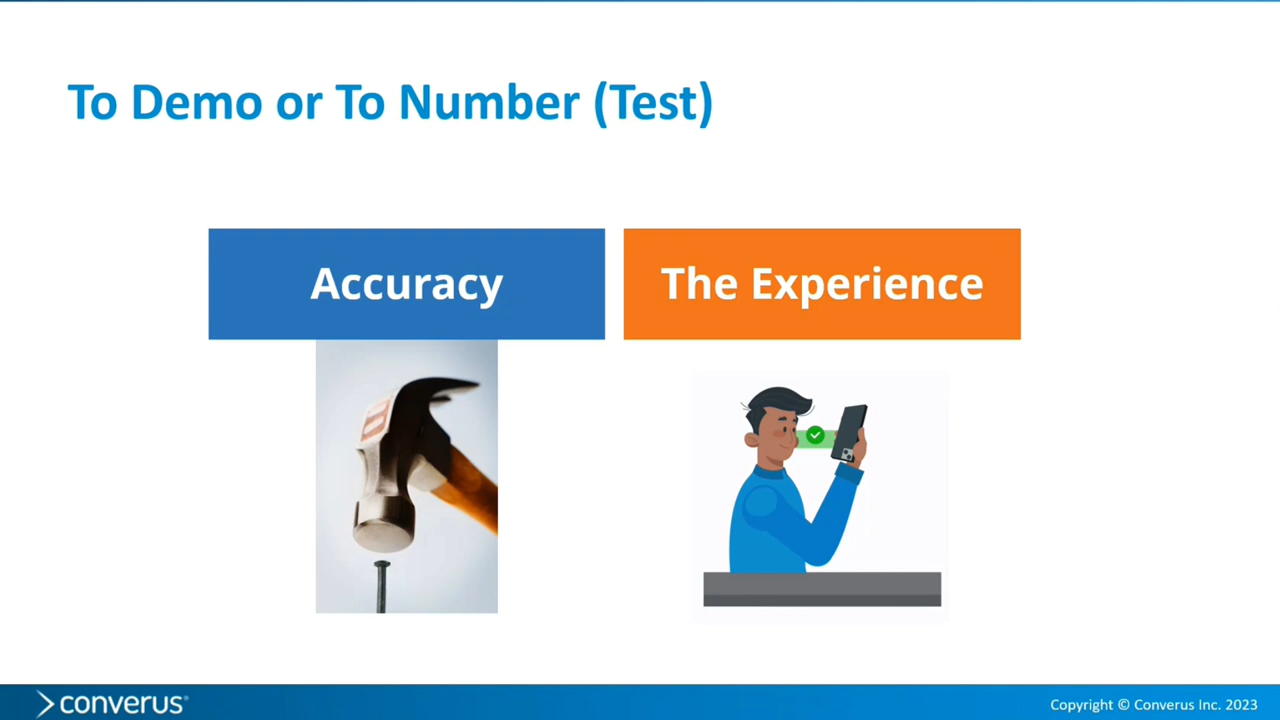 To Demo or To Number (Test)
Accuracy
The Experience
converus®
Copyright © Converus Inc. 2023